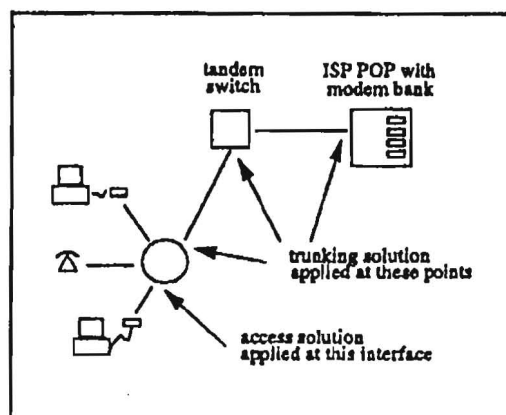 tandem
switch
ISP POP with
modem bank
trunking solution
applied at these points
access solution
applied at this interface